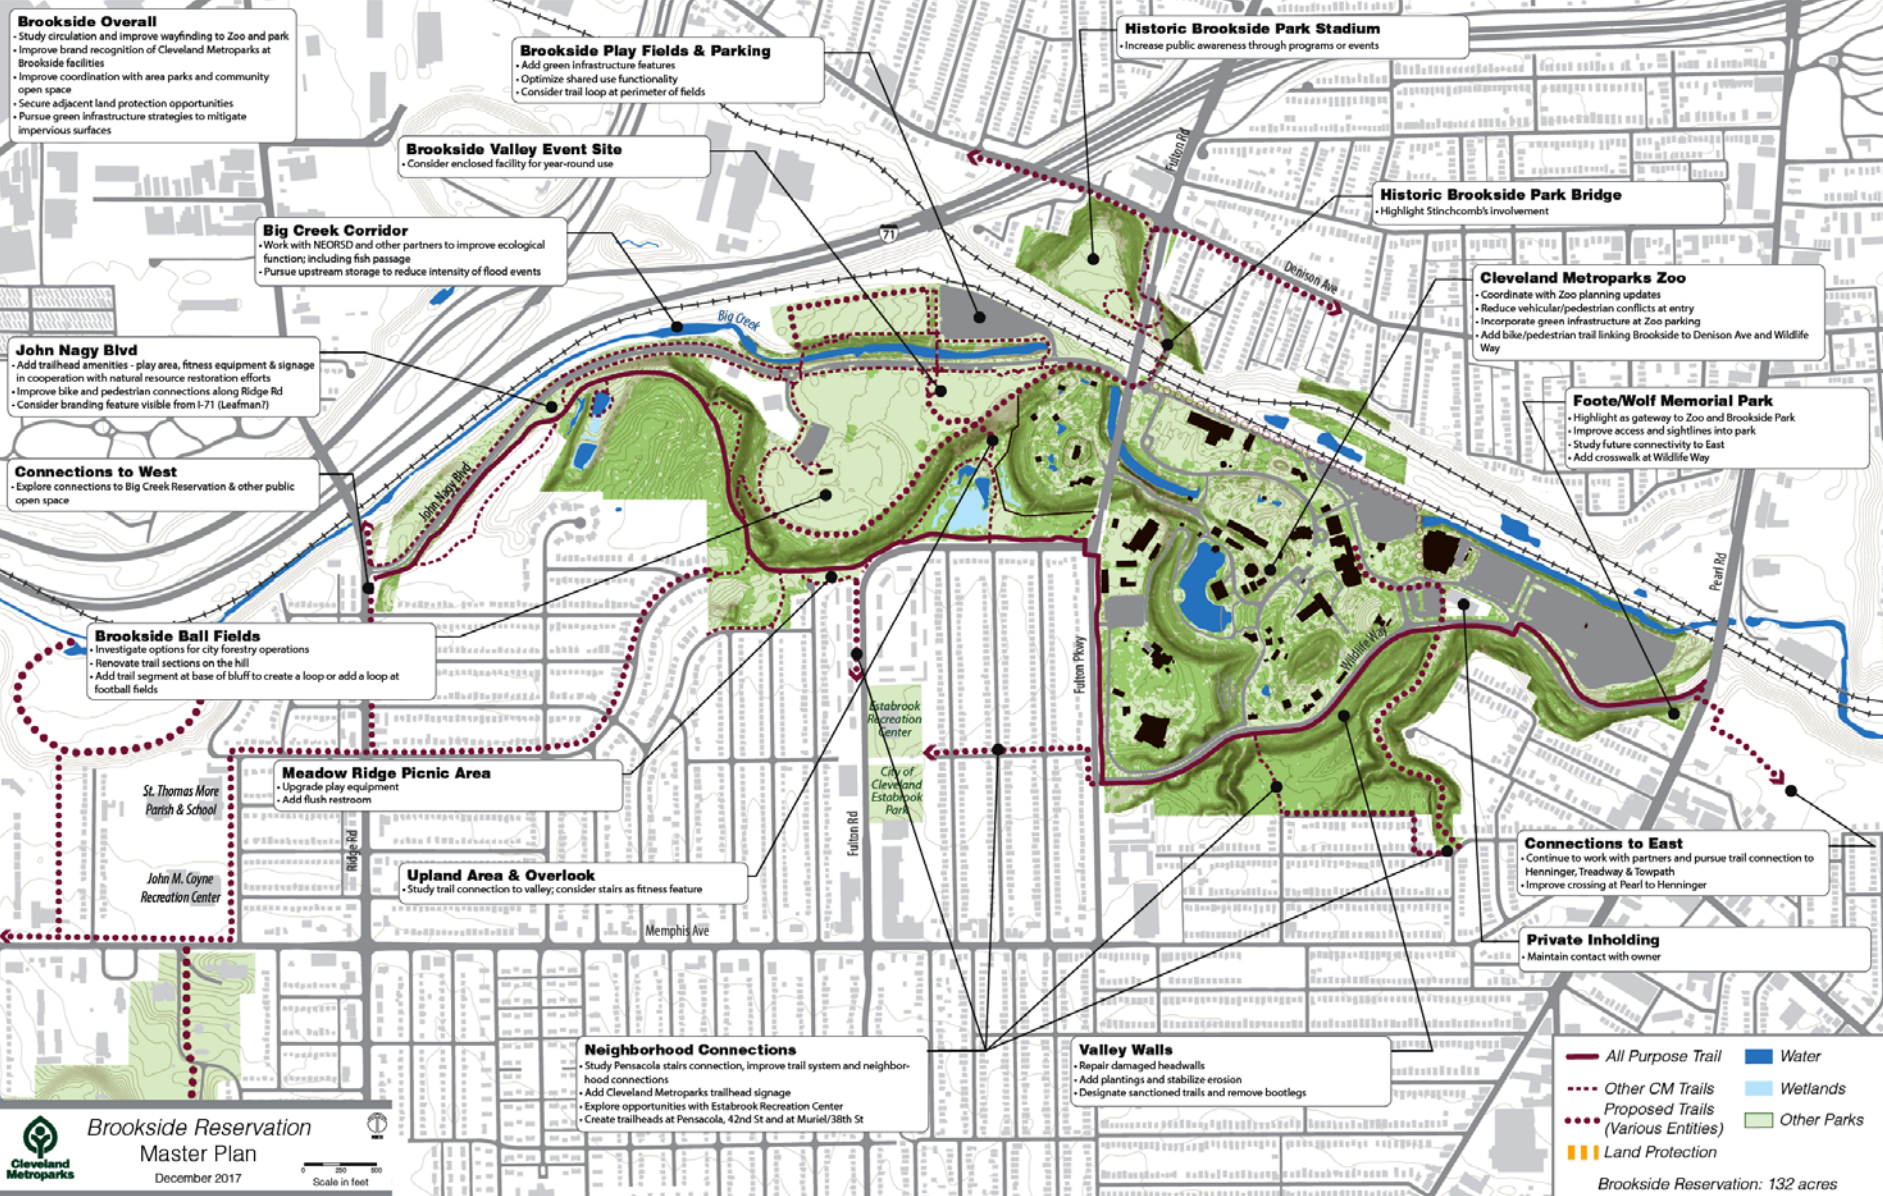 Brookside Overall
• Study circulation and improve wayfinding to Zoo and park
• Improve brand recognition of Cleveland Metroparks at
Brookside facilities
• Improve coordination with area parks and community
open space
• Secure adjacent land protection opportunities
• Pursue green infrastructure strategies to mitigate
impervious surfaces
Brookside Play Fields & Parking
• Add green infrastructure features
• Optimize shared use functionality
• Consider trail loop at perimeter of fields
Historic Brookside Park Stadium
• Increase public awareness through programs or events
Brookside Valley Event Site
• Consider enclosed facility for year-round use
Historic Brookside Park Bridge
• Highlight Stinchcomb's involvement
Big Creek Corridor
• Work with NEORSD and other partners to improve ecological
function; including fish passage
• Pursue upstream storage to reduce intensity of flood events
Cleveland Metroparks Zoo
• Coordinate with Zoo planning updates
• Reduce vehicular/pedestrian conflicts at entry
• Incorporate green infrastructure at Zoo parking
• Add bike/pedestrian trail linking Brookside to Denison Ave and Wildlife
Way
John Nagy Blvd
• Add trailhead amenities - play area, fitness equipment & signage
in cooperation with natural resource restoration efforts
• Improve bike and pedestrian connections along Ridge Rd
• Consider branding feature visible from I-71 (Leafman?)
Foote/Wolf Memorial Park
• Highlight as gateway to Zoo and Brookside Park
• Improve access and sightlines into park
• Study future connectivity to East
• Add crosswalk at Wildlife Way
Connections to West
• Explore connections to Big Creek Reservation & other public
open space
Brookside Ball Fields
• Investigate options for city forestry operations
• Renovate trail sections on the hill
• Add trail segment at base of bluff to create a loop or add a loop at
football fields
Meadow Ridge Picnic Area
• Upgrade play equipment
• Add flush restroom
Upland Area & Overlook
• Study trail connection to valley; consider stairs as fitness feature
Connections to East
• Continue to work with partners and pursue trail connection to
Henninger, Treadway & Towpath
• Improve crossing at Pearl to Henninger
Private Inholding
• Maintain contact with owner
Neighborhood Connections
• Study Pensacola stairs connection, improve trail system and neighbor-
hood connections
• Add Cleveland Metroparks trailhead signage
• Explore opportunities with Estabrook Recreation Center
• Create trailheads at Pensacola, 42nd St and at Muriel/38th St
Valley Walls
• Repair damaged headwalls
• Add plantings and stabilize erosion
• Designate sanctioned trails and remove bootlegs
Fulton Rd
71
Denison Ave
Big Creek
John Nagy Blvd
Pearl Rd
Wildlife Way
Fulton Pkwy
Estabrook
Recreation
Center
City of
Cleveland
Estabrook
Park
St. Thomas More
Parish & School
John M. Coyne
Recreation Center
Ridge Rd
Fulton Rd
Memphis Ave
All Purpose Trail
Other CM Trails
Proposed Trails
(Various Entities)
Land Protection
Water
Wetlands
Other Parks
Brookside Reservation: 132 acres
Cleveland
Metroparks
Brookside Reservation
Master Plan
December 2017
NORTH
0 250 500
Scale in feet